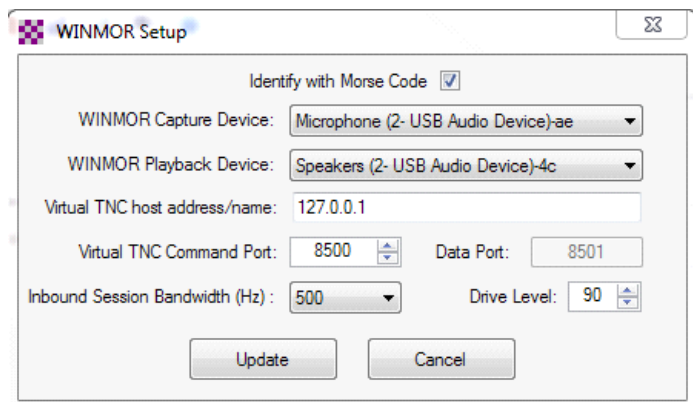 WINMOR Setup
Identify with Morse Code
WINMOR Capture Device: Microphone (2- USB Audio Device)-ae
WINMOR Playback Device: Speakers (2- USB Audio Device)-4c
Virtual TNC host address/name: 127.0.0.1
Virtual TNC Command Port: 8500 Data Port: 8501
Inbound Session Bandwidth (Hz) : 500 Drive Level: 90
Update Cancel